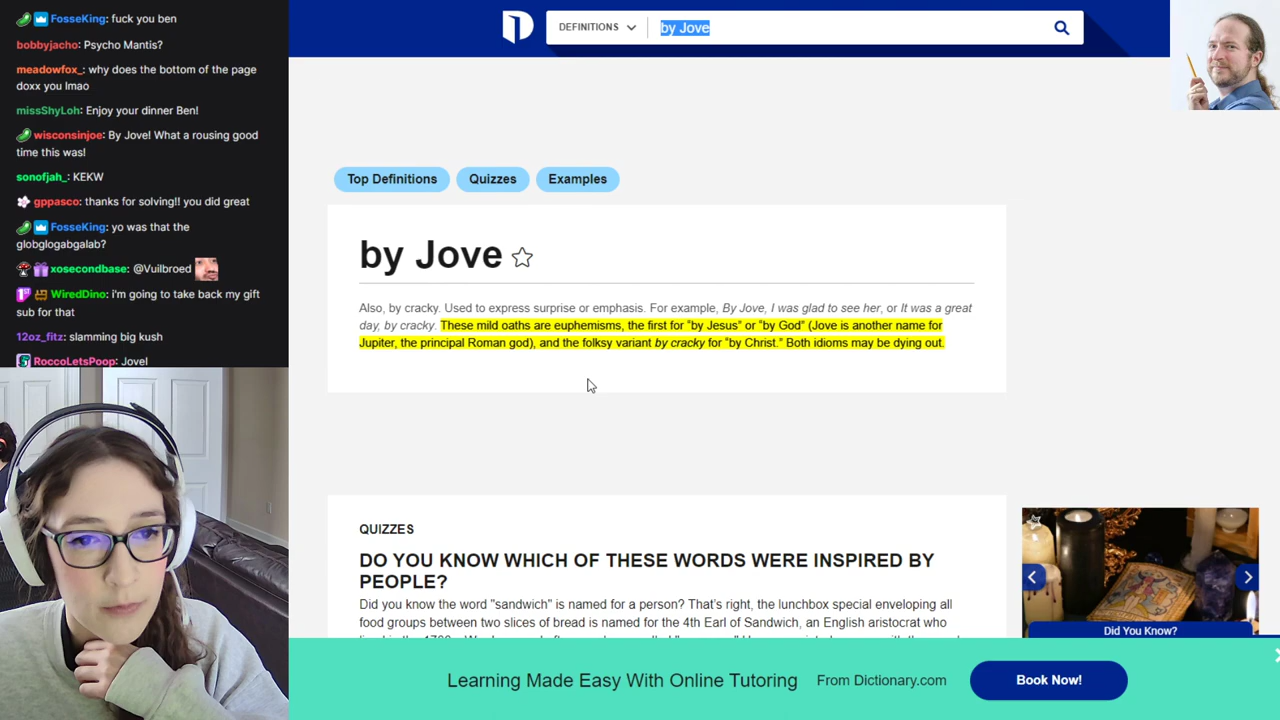 FosseKing: fuck you ben
bobbyjacho: Psycho Mantis?
meadowfox_: why does the bottom of the page
doxx you lmao
missShyLoh: Enjoy your dinner Ben!
wisconsinjoe: By Jove! What a rousing good
time this was!
sonofjah_: KEKW
gppasco: thanks for solving!! you did great
FosseKing: yo was that the
globglogabgalab?
xosecondbase: @Vuilbroed
WiredDino: i'm going to take back my gift
sub for that
12oz_fitz: slamming big kush
RoccoLetsPoop: Jovel
DEFINITIONS
by Jove
Top Definitions
Quizzes
Examples
by Jove
Also, by cracky. Used to express surprise or emphasis. For example, By Jove, I was glad to see her, or It was a great
day, by cracky. These mild oaths are euphemisms, the first for “by Jesus” or “by God” (Jove is another name for
Jupiter, the principal Roman god), and the folksy variant by cracky for “by Christ.” Both idioms may be dying out.
QUIZZES
DO YOU KNOW WHICH OF THESE WORDS WERE INSPIRED BY
PEOPLE?
Did you know the word "sandwich" is named for a person? That’s right, the lunchbox special enveloping all
food groups between two slices of bread is named for the 4th Earl of Sandwich, an English aristocrat who
Did You Know?
Learning Made Easy With Online Tutoring
From Dictionary.com
Book Now!